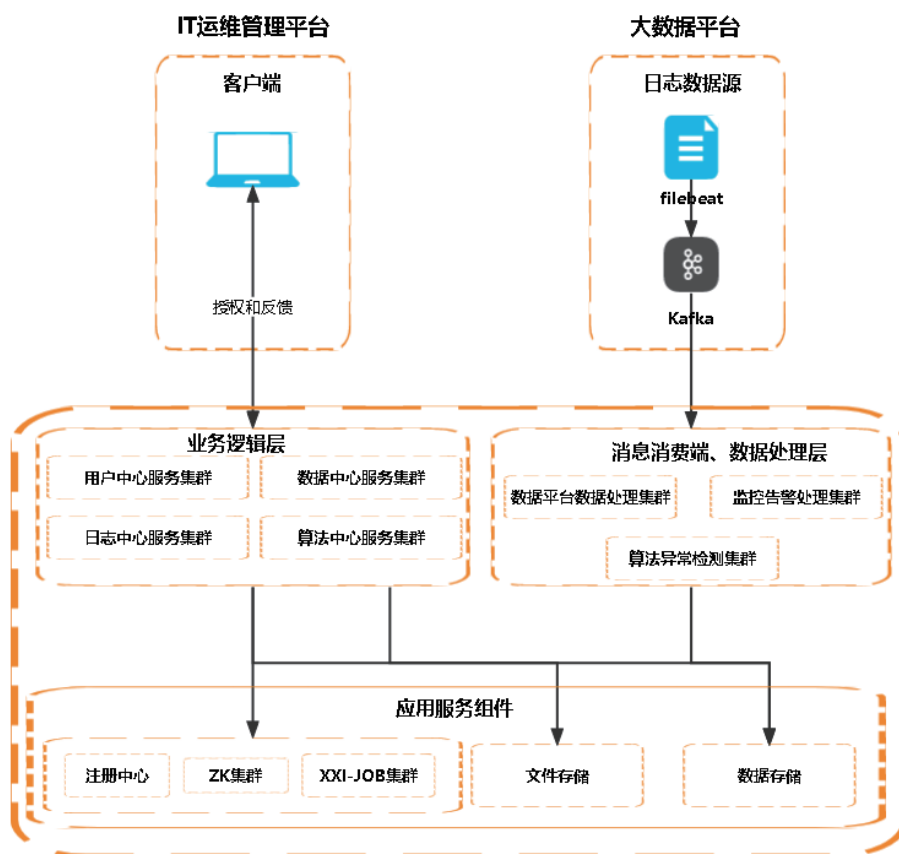 IT运维管理平台
大数据平台
客户端
日志数据源
filebeat
授权和反馈
Kafka
业务逻辑层
消息消费端、数据处理层
用户中心服务集群
数据中心服务集群
数据平台数据处理集群
监控告警处理集群
日志中心服务集群
算法中心服务集群
算法异常检测集群
应用服务组件
注册中心
ZK集群
XXI-JOB集群
文件存储
数据存储